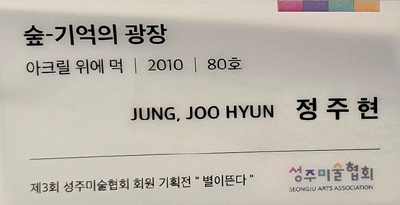 숲-기억의 광장
아크릴 위에 먹 | 2010 | 80호
JUNG, JOO HYUN 정주현
제3회 성주미술협회 회원 기획전 " 별이뜬다 "
성주미술협회
SEONGJU ARTS ASSOCIATION